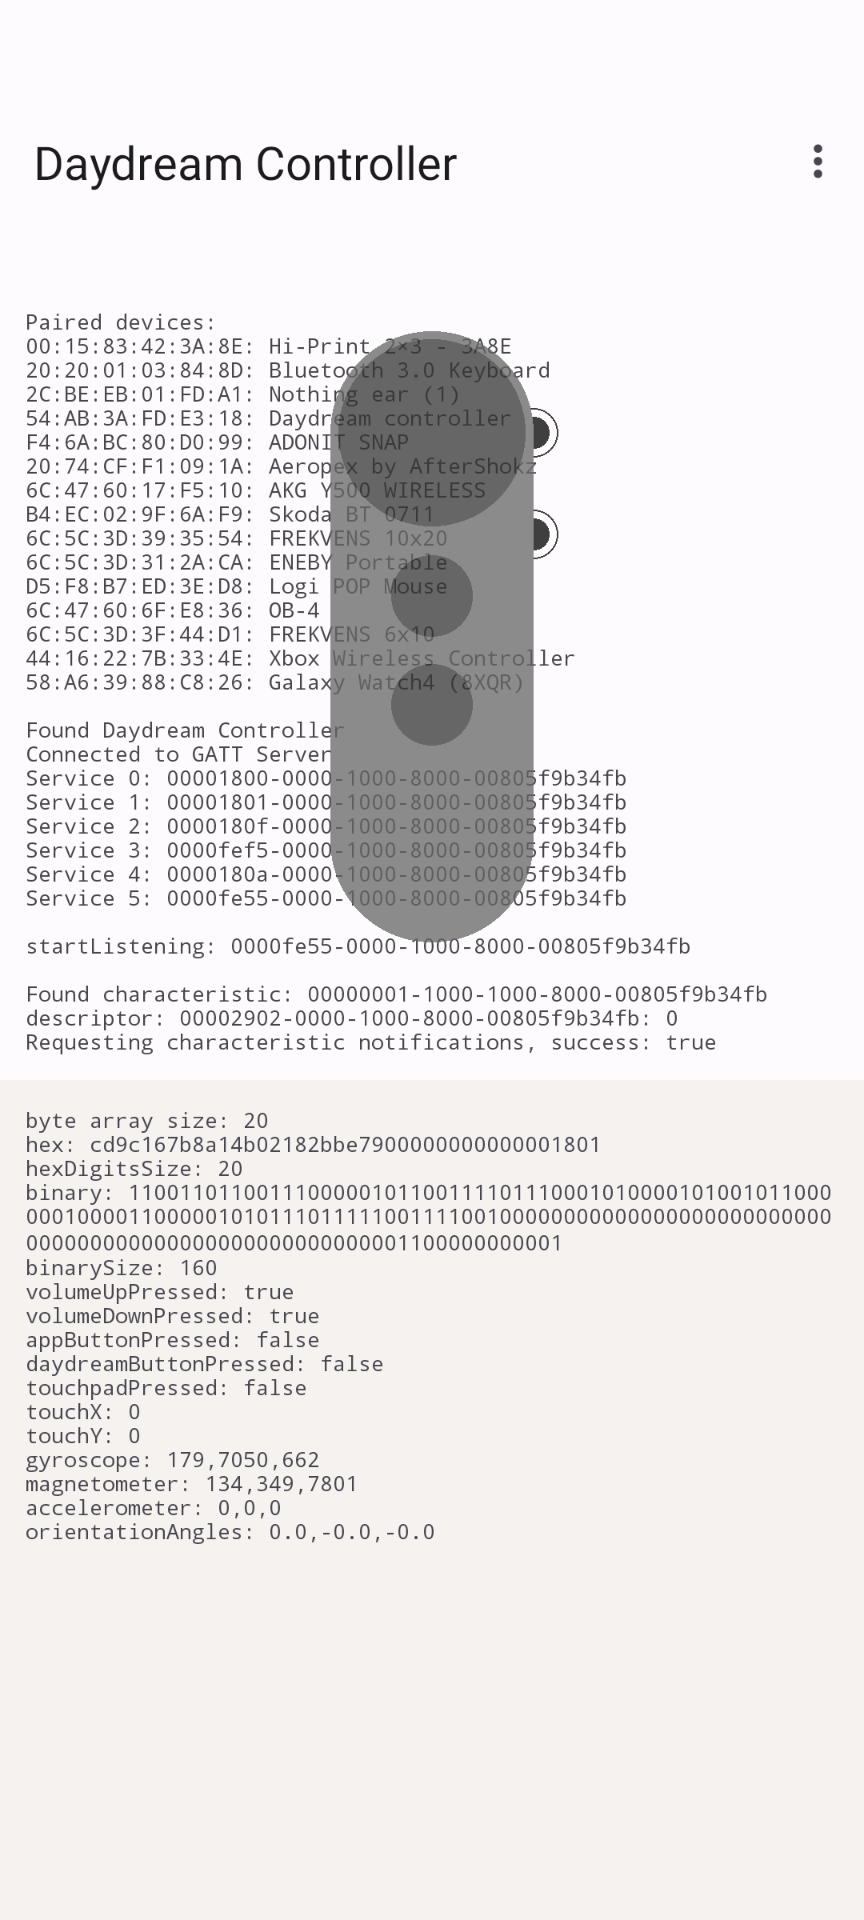 Daydream Controller
Paired devices:
00:15:83:42:3A:8E: Hi-Print 2×3 - 3A8E
20:20:01:03:84:8D: Bluetooth 3.0 Keyboard
2C:BE:EB:01:FD:A1: Nothing ear (1)
54:AB:3A:FD:E3:18: Daydream controller
F4:6A:BC:80:D0:99: ADONIT SNAP
20:74:CF:F1:09:1A: Aeropex by AfterShokz
6C:47:60:17:F5:10: AKG Y500 WIRELESS
B4:EC:02:9F:6A:F9: Skoda BT 0711
6C:5C:3D:39:35:54: FREKVENS 10x20
6C:5C:3D:31:2A:CA: ENEBY Portable
D5:F8:B7:ED:3E:D8: Logi POP Mouse
6C:47:60:6F:E8:36: OB-4
6C:5C:3D:3F:44:D1: FREKVENS 6x10
44:16:22:7B:33:4E: Xbox Wireless Controller
58:A6:39:88:C8:26: Galaxy Watch4 (8XQR)
Found Daydream Controller
Connected to GATT Server
Service 0: 00001800-0000-1000-8000-00805f9b34fb
Service 1: 00001801-0000-1000-8000-00805f9b34fb
Service 2: 0000180f-0000-1000-8000-00805f9b34fb
Service 3: 0000fef5-0000-1000-8000-00805f9b34fb
Service 4: 0000180a-0000-1000-8000-00805f9b34fb
Service 5: 0000fe55-0000-1000-8000-00805f9b34fb
startListening: 0000fe55-0000-1000-8000-00805f9b34fb
Found characteristic: 00000001-1000-1000-8000-00805f9b34fb
descriptor: 00002902-0000-1000-8000-00805f9b34fb: 0
Requesting characteristic notifications, success: true
byte array size: 20
hex: cd9c167b8a14b02182bbe7900000000000001801
hexDigitsSize: 20
binary: 1100110110011100000101100111101110001010000101001011000
0001000011000001010111011111001111001000000000000000000000000000
000000000000000000000000000001100000000001
binarySize: 160
volumeUpPressed: true
volumeDownPressed: true
appButtonPressed: false
daydreamButtonPressed: false
touchpadPressed: false
touchX: 0
touchY: 0
gyroscope: 179,7050,662
magnetometer: 134,349,7801
accelerometer: 0,0,0
orientationAngles: 0.0,-0.0,-0.0